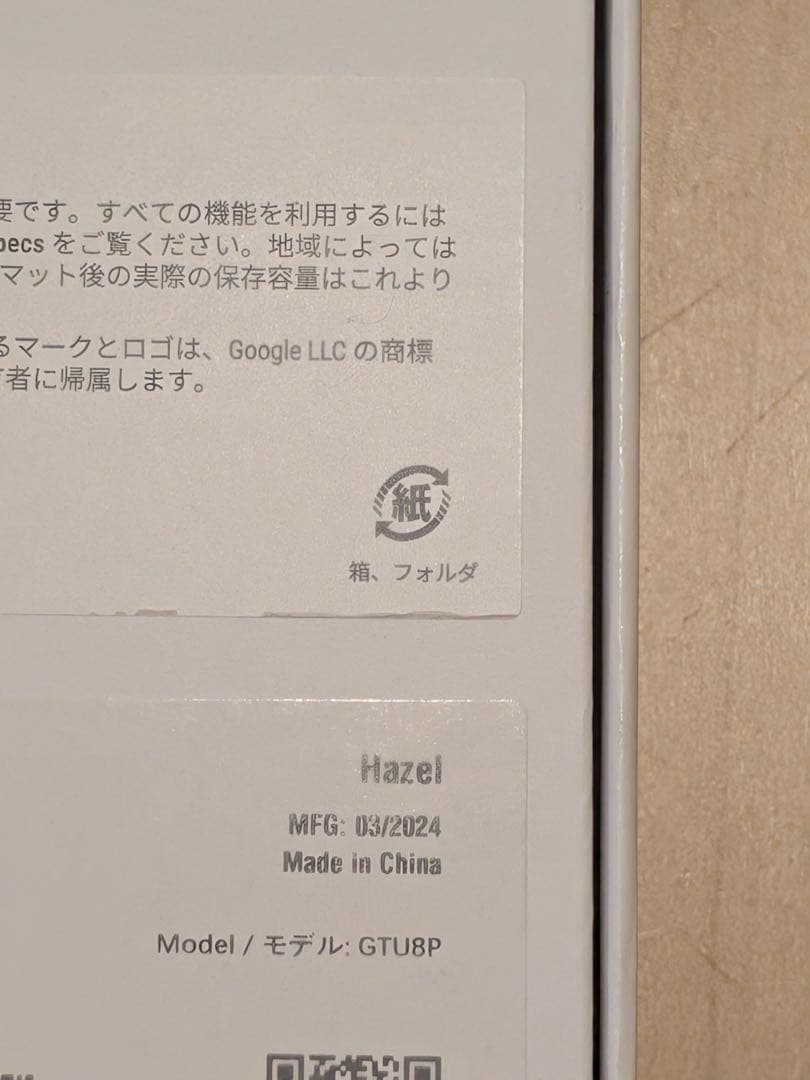 要です。すべての機能を利用するには
pecs をご覧ください。地域によっては
マット後の実際の保存容量はこれより
るマークとロゴは、Google LLC の商標
有者に帰属します。
紙
箱、フォルダ
Hazel
MFG: 03/2024
Made in China
Model / モデル: GTU8P